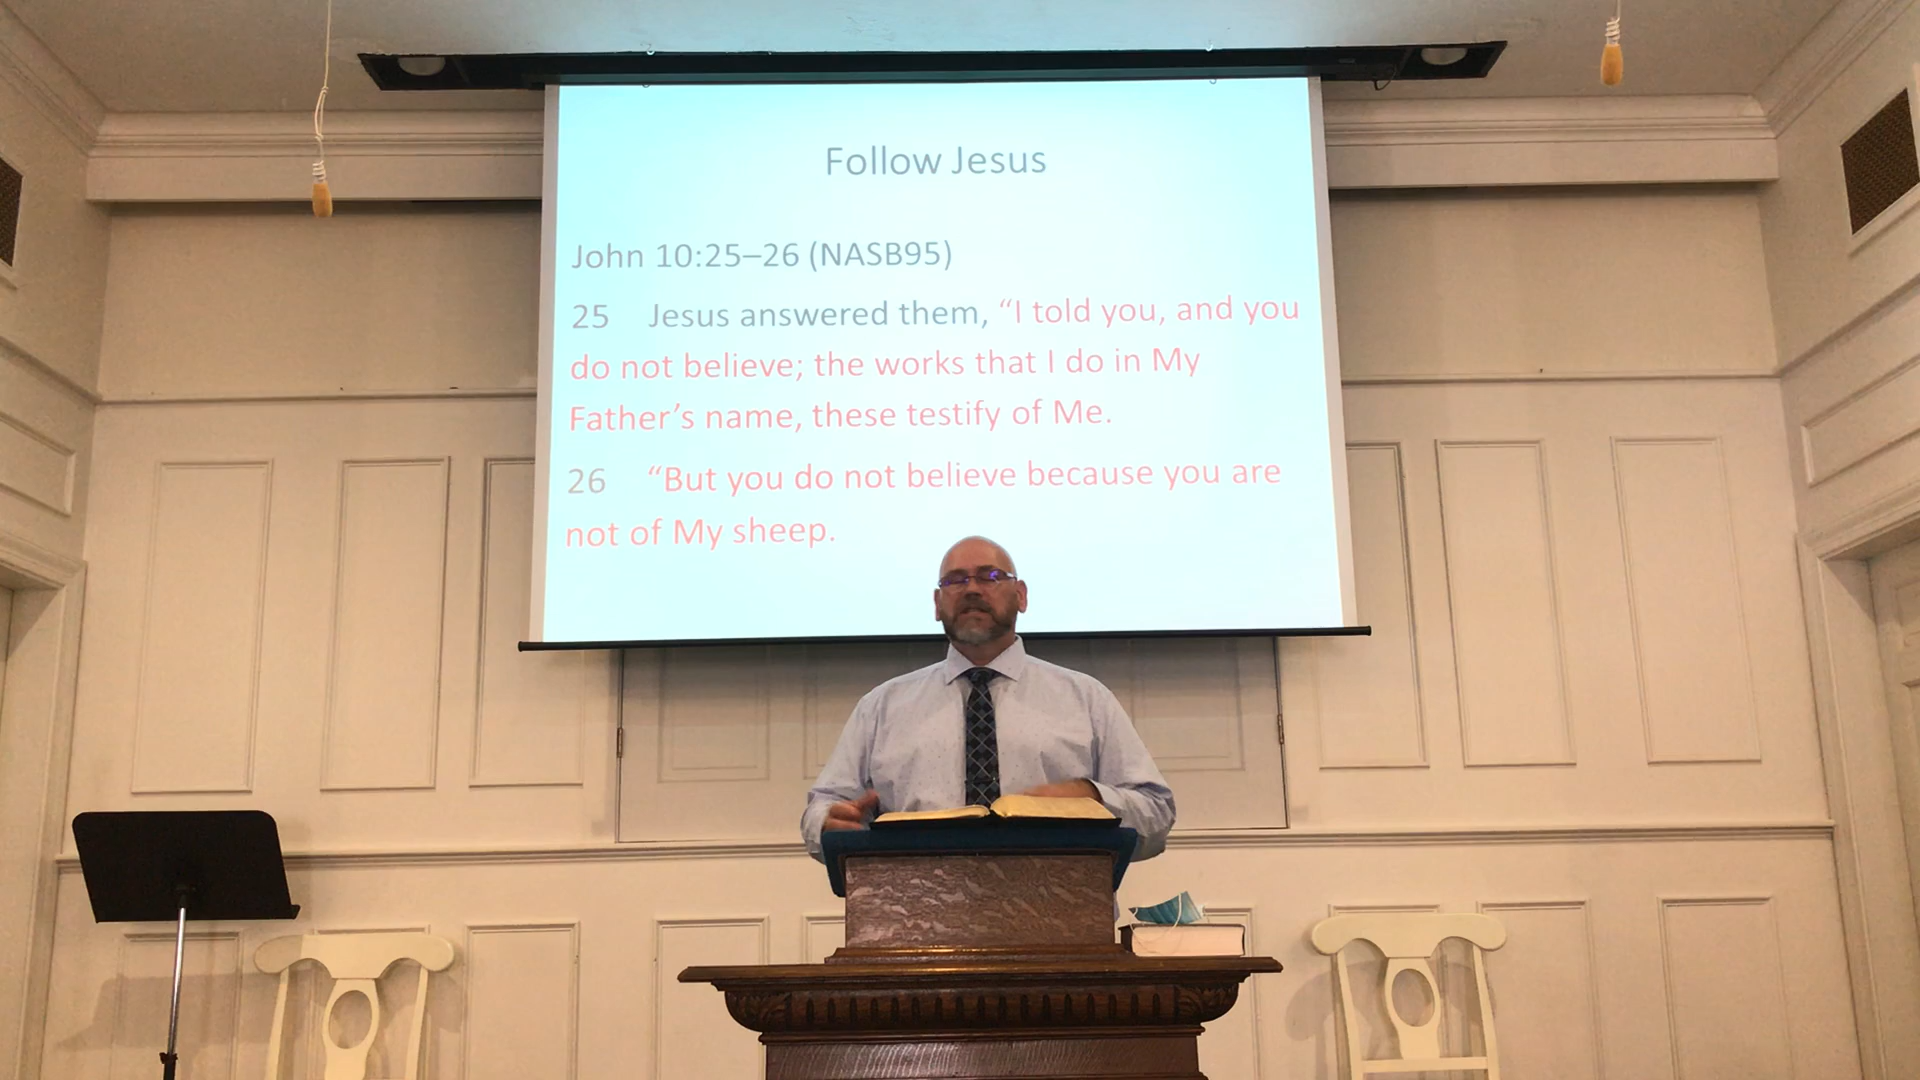 Follow Jesus
John 10:25–26 (NASB95)
25 Jesus answered them, “I told you, and you
do not believe; the works that I do in My
Father’s name, these testify of Me.
26 “But you do not believe because you are
not of My sheep.